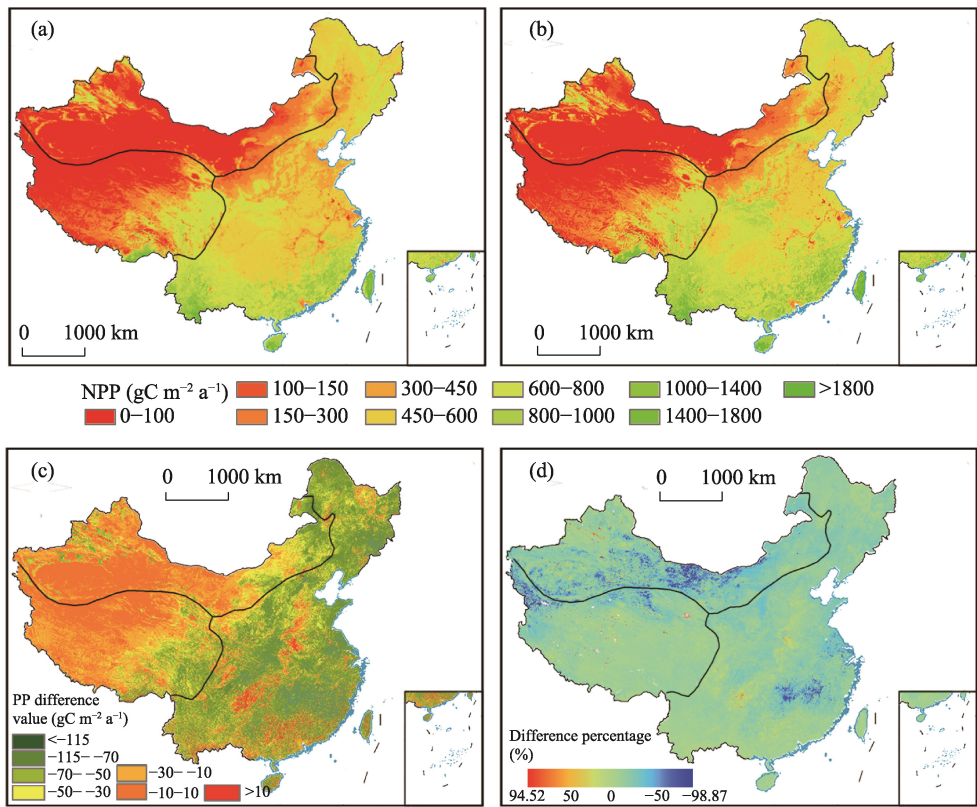 (a)
0 1000 km
(b)
0 1000 km
NPP (gC m⁻² a⁻¹)
0−100
100−150
150−300
300−450
450−600
600−800
800−1000
1000−1400
1400−1800
>1800
(c)
0 1000 km
PP difference
value (gC m⁻² a⁻¹)
<−115
−115− −70
−70− −50
−50− −30
−30− −10
−10−10
>10
(d)
0 1000 km
Difference percentage
(%)
94.52 50 0 −50 −98.87